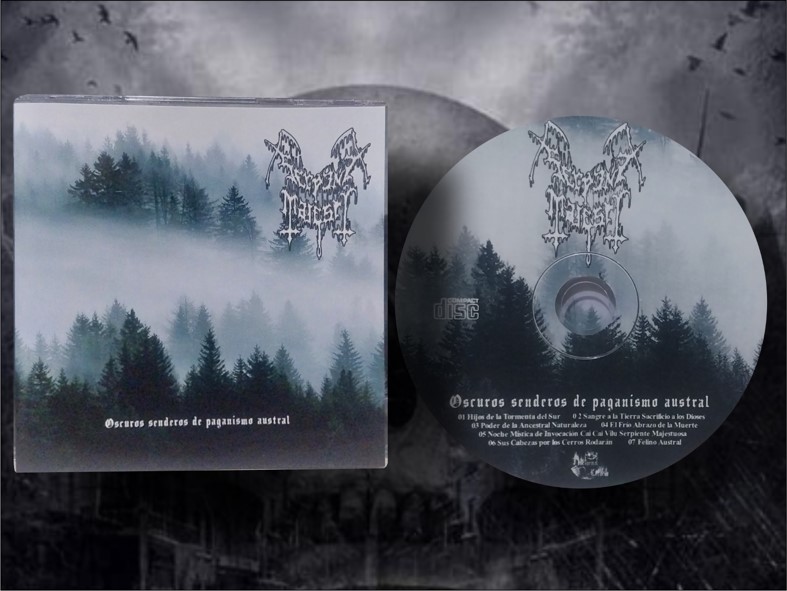 Oscuros senderos de paganismo austral
COMPACT
disc
Oscuros senderos de paganismo austral
01 Hijos de la Tormenta del Sur 02 Sangre a la Tierra Sacrificio a los Dioses
03 Poder de la Ancestral Naturaleza 04 El Frío Abrazo de la Muerte
05 Noche Mística de Invocación Cai Cai Vilu Serpiente Majestuosa
06 Sus Cabezas por los Cerros Rodarán 07 Felino Austral